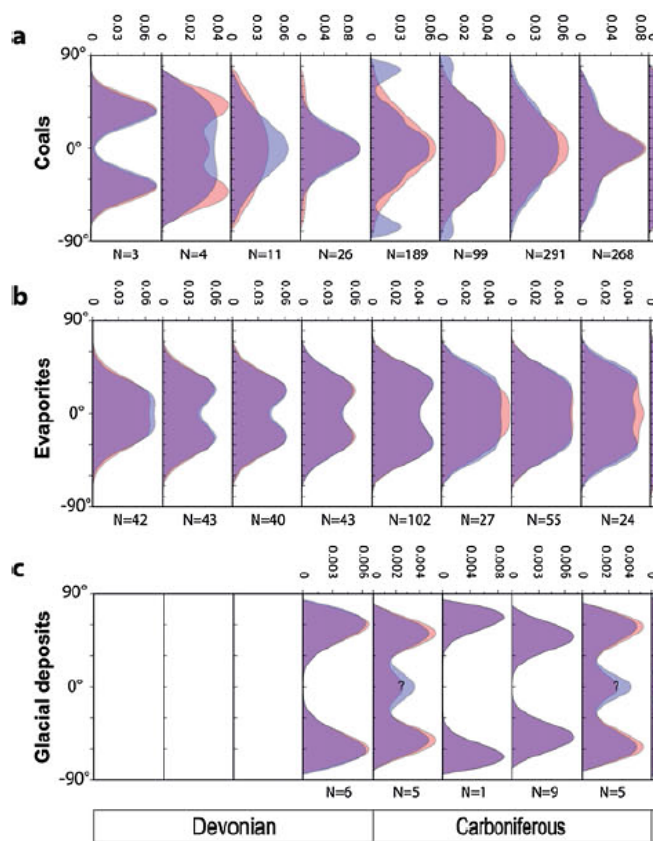 a
0 0.03 0.06 0 0.02 0.04 0 0.04 0.08 0 0.04 0.08 0 0.03 0 0.03 0.06 0 0.03 0.06 0 0.04 0.08
90°
0°
-90°
Coals
N=3 N=4 N=11 N=26 N=189 N=99 N=291 N=268
b
0 0.03 0.06 0 0.03 0.06 0 0.03 0.06 0 0.03 0.06 0 0.02 0.04 0 0.02 0.04 0 0.02 0.04 0 0.02 0.04
90°
0°
-90°
Evaporites
N=42 N=43 N=40 N=43 N=102 N=27 N=55 N=24
c
0 0.003 0.006 0 0.002 0.004 0 0.004 0.008 0 0.004 0.008 0 0.002 0.004
90°
0°
-90°
Glacial deposits
? ?
N=6 N=5 N=1 N=9 N=5
Devonian Carboniferous